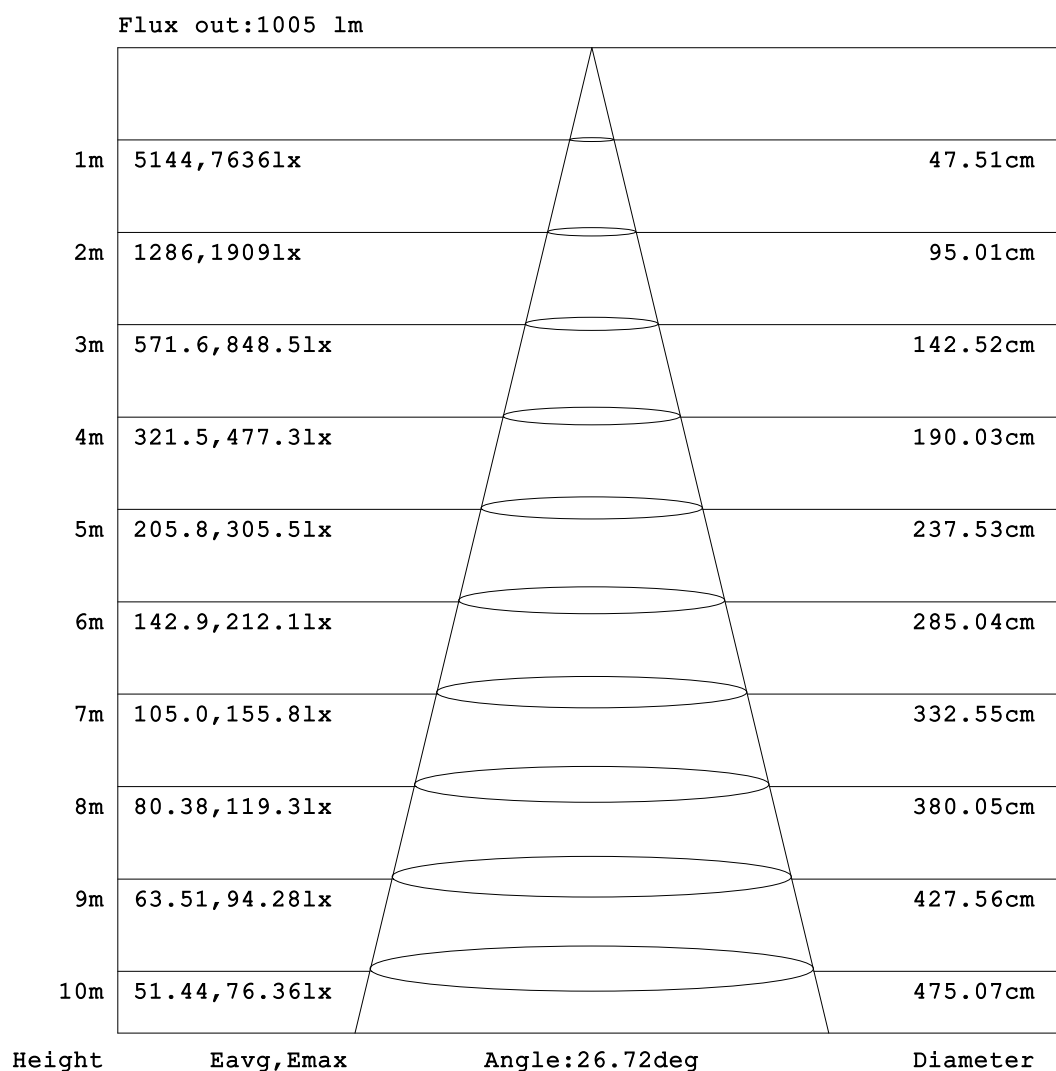 Flux out:1005 lm
1m 5144,7636lx 47.51cm
2m 1286,1909lx 95.01cm
3m 571.6,848.5lx 142.52cm
4m 321.5,477.3lx 190.03cm
5m 205.8,305.5lx 237.53cm
6m 142.9,212.1lx 285.04cm
7m 105.0,155.8lx 332.55cm
8m 80.38,119.3lx 380.05cm
9m 63.51,94.28lx 427.56cm
10m 51.44,76.36lx 475.07cm
Height Eavg,Emax Angle:26.72deg Diameter